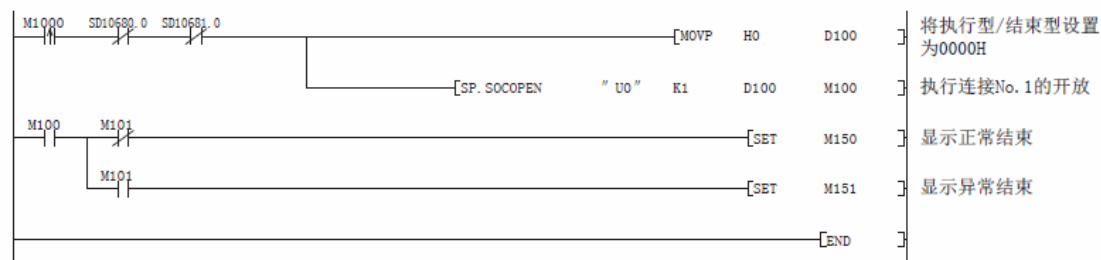 M1000 SD10680.0 SD10681.0
MOVP H0 D100 将执行型/结束型设置
为0000H
SP.SOCOPEN "U0" K1 D100 M100 执行连接No.1的开放
M100 M101
SET M150 显示正常结束
M101
SET M151 显示异常结束
END